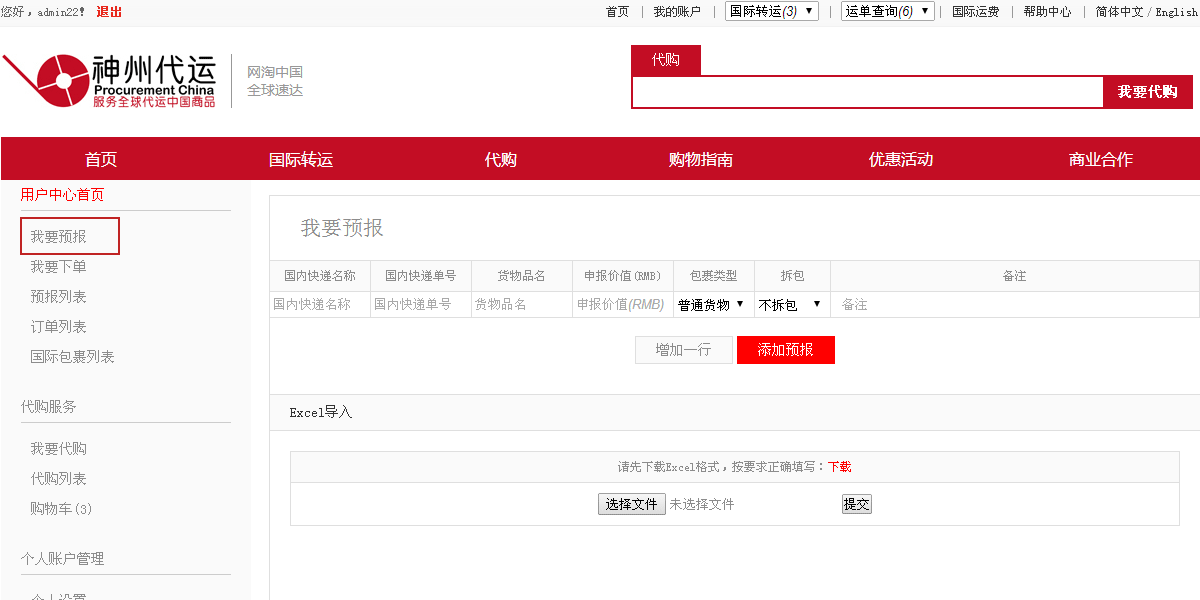 您好，admin22！ 退出
首页 | 我的账户 | 国际转运(3) ▼ | 运单查询(6) ▼ | 国际运费 | 帮助中心 | 简体中文 / English
神州代运
Procurement China
服务全球代运中国商品
网淘中国
全球速达
代购
我要代购
首页 国际转运 代购 购物指南 优惠活动 商业合作
用户中心首页
我要预报
我要下单
预报列表
订单列表
国际包裹列表
代购服务
我要代购
代购列表
购物车(3)
个人账户管理
个人设置
我要预报
国内快递名称 国内快递单号 货物品名 申报价值(RMB) 包裹类型 拆包 备注
国内快递名称 国内快递单号 货物品名 申报价值(RMB) 普通货物 ▼ 不拆包 ▼ 备注
增加一行 添加预报
Excel导入
请先下载Excel格式，按要求正确填写：下载
选择文件 未选择文件 提交